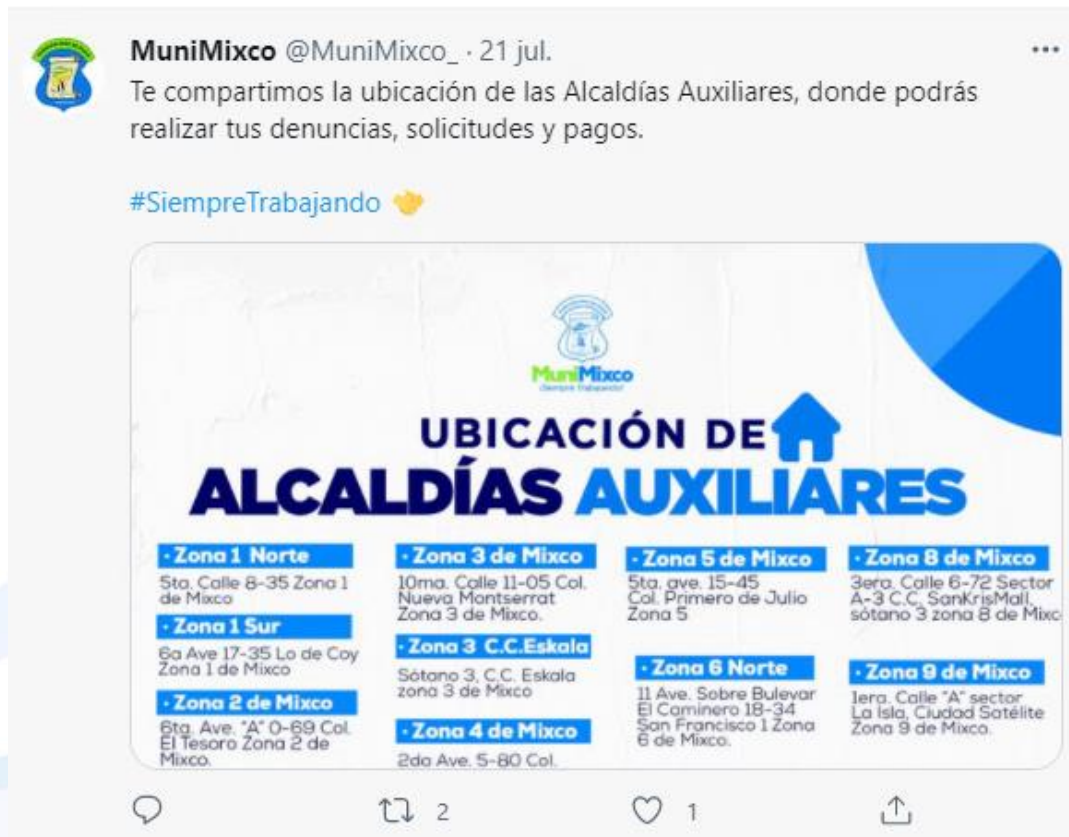 MuniMixco @MuniMixco_ · 21 jul.
Te compartimos la ubicación de las Alcaldías Auxiliares, donde podrás
realizar tus denuncias, solicitudes y pagos.
#SiempreTrabajando
MuniMixco
¡Siempre Trabajando!
UBICACIÓN DE
ALCALDÍAS AUXILIARES
· Zona 1 Norte
5ta. Calle 8-35 Zona 1
de Mixco
· Zona 1 Sur
6a Ave 17-35 Lo de Coy
Zona 1 de Mixco
· Zona 2 de Mixco
6ta. Ave. "A" 0-69 Col.
El Tesoro Zona 2 de
Mixco.
· Zona 3 de Mixco
10ma. Calle 11-05 Col.
Nueva Montserrat
Zona 3 de Mixco.
· Zona 3 C.C.Eskala
Sótano 3, C.C. Eskala
zona 3 de Mixco
· Zona 4 de Mixco
2da Ave. 5-80 Col.
· Zona 5 de Mixco
5ta. ave. 15-45
Col. Primero de Julio
Zona 5
· Zona 6 Norte
11 Ave. Sobre Bulevar
El Caminero 18-34
San Francisco 1 Zona
6 de Mixco.
· Zona 8 de Mixco
3era. Calle 6-72 Sector
A-3 C.C. SanKrisMall,
sótano 3 zona 8 de Mixc
· Zona 9 de Mixco
1era. Calle "A" sector
La Isla, Ciudad Satélite
Zona 9 de Mixco.
2
1